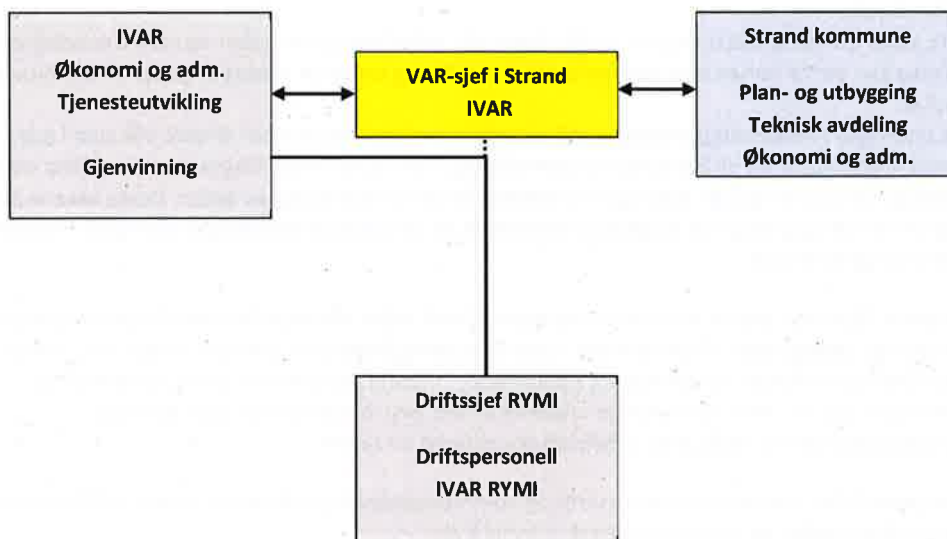 IVAR
Økonomi og adm.
Tjenesteutvikling
Gjenvinning
VAR-sjef i Strand
IVAR
Strand kommune
Plan- og utbygging
Teknisk avdeling
Økonomi og adm.
Driftssjef RYMI
Driftspersonell
IVAR RYMI